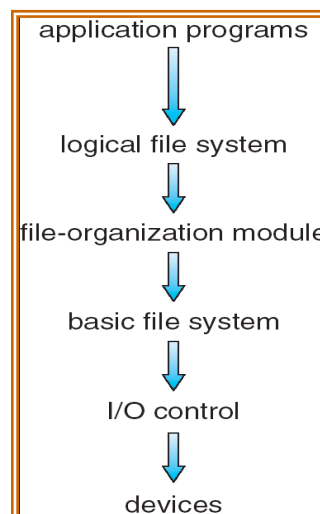 application programs
logical file system
file-organization module
basic file system
I/O control
devices